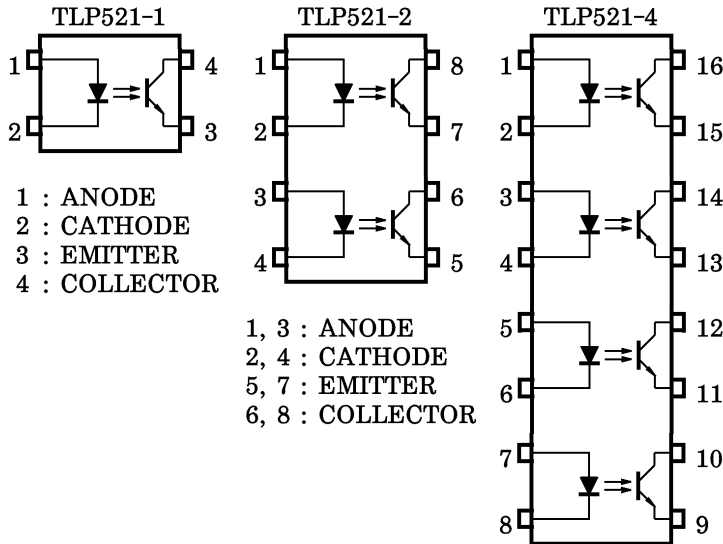 TLP521-1
1 4
2 3
1 : ANODE
2 : CATHODE
3 : EMITTER
4 : COLLECTOR
TLP521-2
1 8
2 7
3 6
4 5
1, 3 : ANODE
2, 4 : CATHODE
5, 7 : EMITTER
6, 8 : COLLECTOR
TLP521-4
1 16
2 15
3 14
4 13
5 12
6 11
7 10
8 9